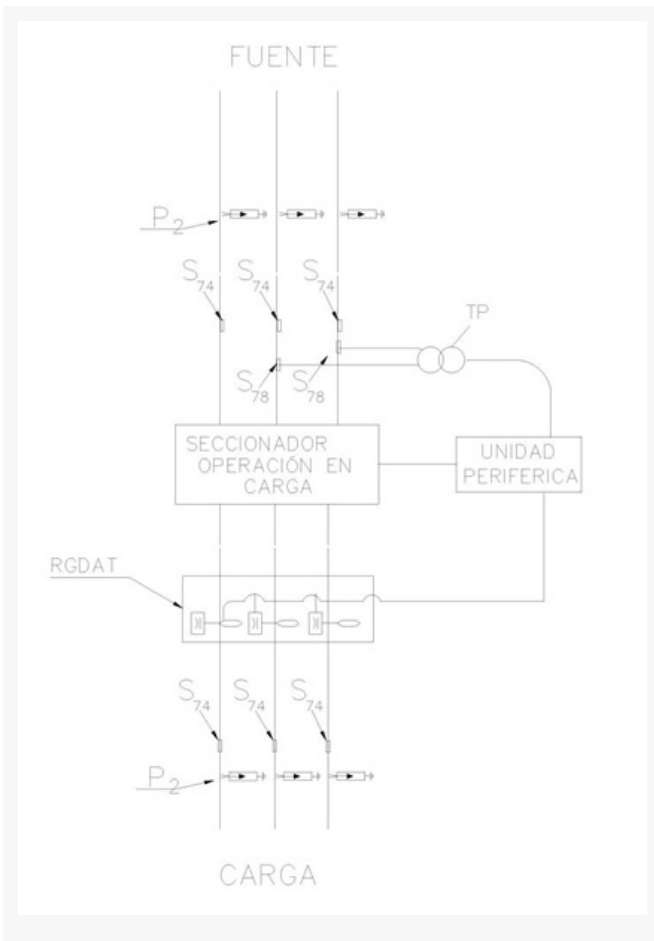 FUENTE
P2
S74 S74 S74
TP
S78 S78
SECCIONADOR
OPERACIÓN EN
CARGA
UNIDAD
PERIFERICA
RGDAT
S74 S74 S74
P2
CARGA